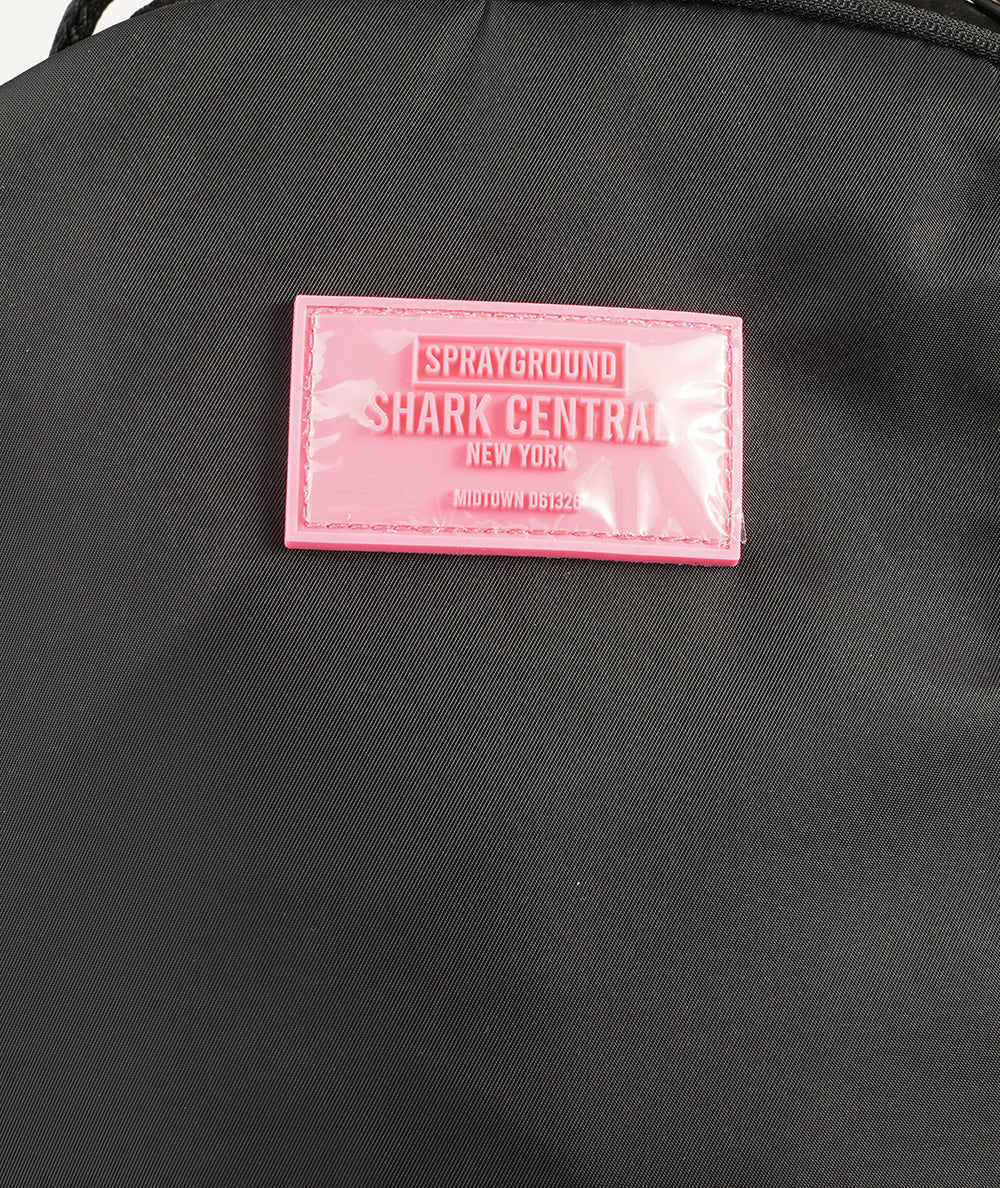 SPRAYGROUND
SHARK CENTRAL
NEW YORK
MIDTOWN D61326